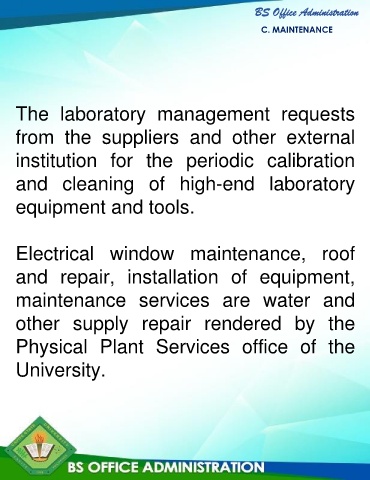 BS Office Administration
C. MAINTENANCE
The laboratory management requests
from the suppliers and other external
institution for the periodic calibration
and cleaning of high-end laboratory
equipment and tools.
Electrical window maintenance, roof
and repair, installation of equipment,
maintenance services are water and
other supply repair rendered by the
Physical Plant Services office of the
University.
BS OFFICE ADMINISTRATION